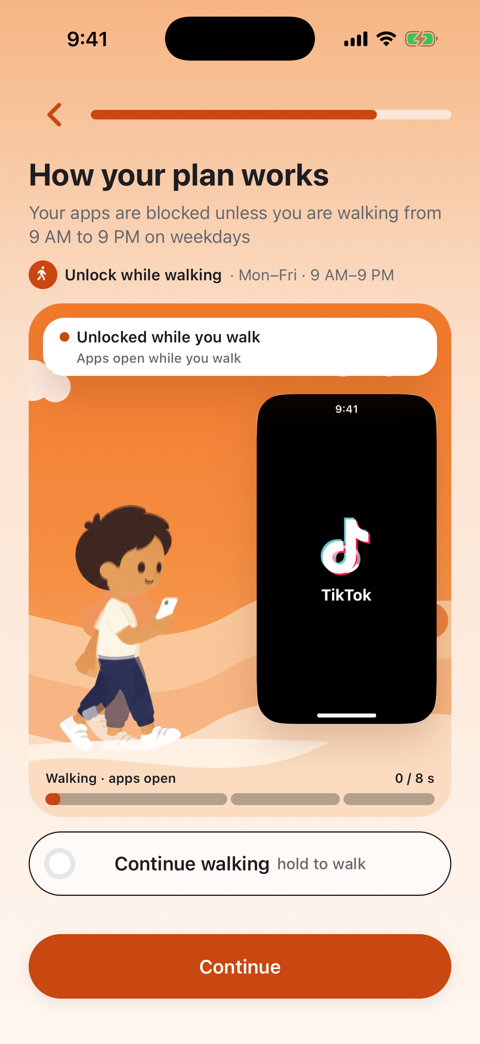 9:41
How your plan works
Your apps are blocked unless you are walking from
9 AM to 9 PM on weekdays
Unlock while walking · Mon–Fri · 9 AM–9 PM
Unlocked while you walk
Apps open while you walk
9:41
TikTok
Walking · apps open 0 / 8 s
Continue walking hold to walk
Continue